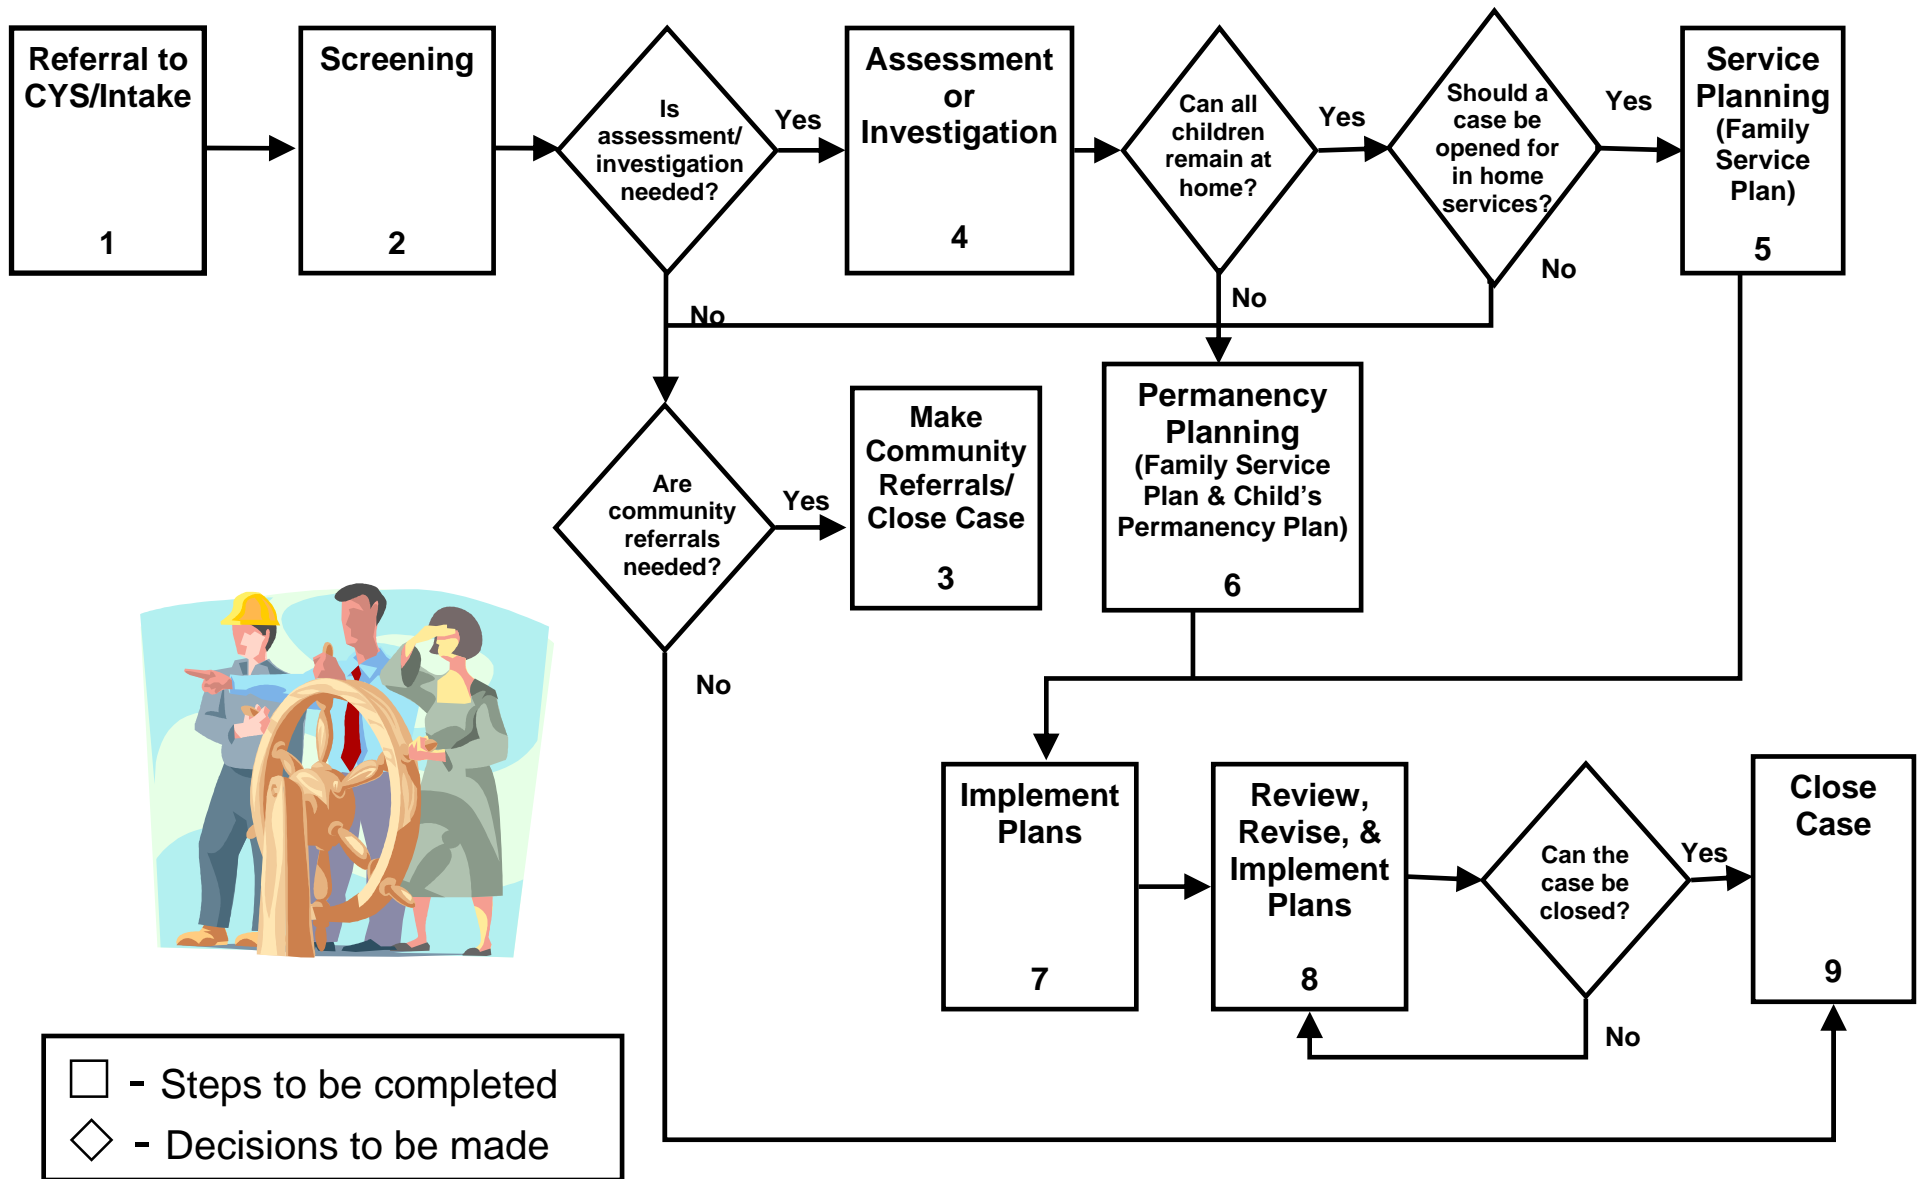 Referral to
CYS/Intake
1
Screening
2
Is
assessment/
investigation
needed?
Yes
No
Assessment
or
Investigation
4
Can all
children
remain at
home?
Yes
No
Should a
case be
opened for
in home
services?
Yes
No
Service
Planning
(Family
Service
Plan)
5
Are
community
referrals
needed?
Yes
No
Make
Community
Referrals/
Close Case
3
Permanency
Planning
(Family Service
Plan & Child’s
Permanency Plan)
6
Implement
Plans
7
Review,
Revise, &
Implement
Plans
8
Can the
case be
closed?
Yes
No
Close
Case
9
- Steps to be completed
- Decisions to be made